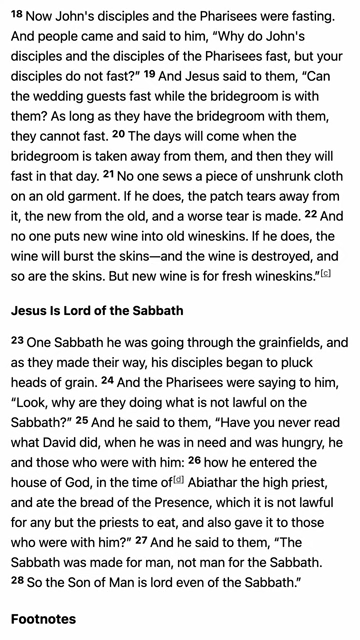 18 Now John's disciples and the Pharisees were fasting.
And people came and said to him, “Why do John's
disciples and the disciples of the Pharisees fast, but your
disciples do not fast?” 19 And Jesus said to them, “Can
the wedding guests fast while the bridegroom is with
them? As long as they have the bridegroom with them,
they cannot fast. 20 The days will come when the
bridegroom is taken away from them, and then they will
fast in that day. 21 No one sews a piece of unshrunk cloth
on an old garment. If he does, the patch tears away from
it, the new from the old, and a worse tear is made. 22 And
no one puts new wine into old wineskins. If he does, the
wine will burst the skins—and the wine is destroyed, and
so are the skins. But new wine is for fresh wineskins.”[c]
Jesus Is Lord of the Sabbath
23 One Sabbath he was going through the grainfields, and
as they made their way, his disciples began to pluck
heads of grain. 24 And the Pharisees were saying to him,
“Look, why are they doing what is not lawful on the
Sabbath?” 25 And he said to them, “Have you never read
what David did, when he was in need and was hungry, he
and those who were with him: 26 how he entered the
house of God, in the time of[d] Abiathar the high priest,
and ate the bread of the Presence, which it is not lawful
for any but the priests to eat, and also gave it to those
who were with him?” 27 And he said to them, “The
Sabbath was made for man, not man for the Sabbath.
28 So the Son of Man is lord even of the Sabbath.”
Footnotes